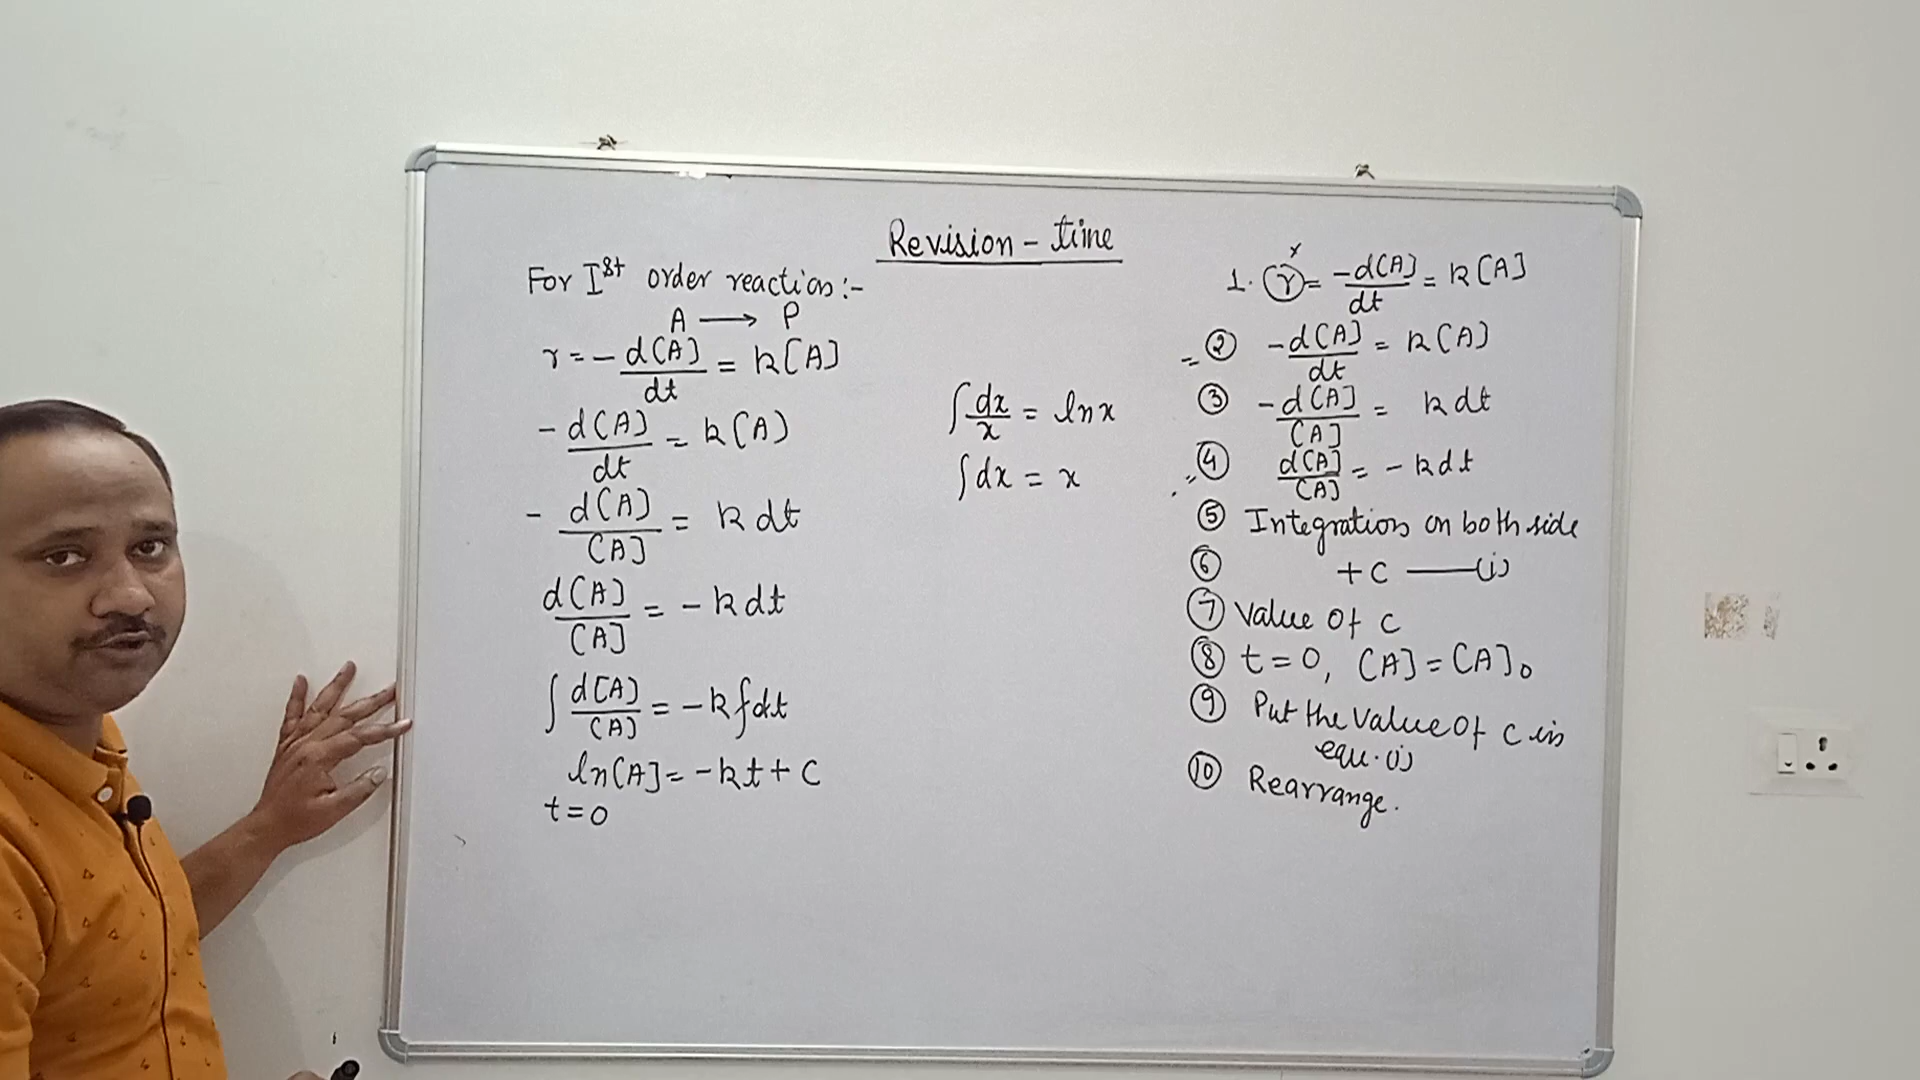 Revision - time
For Ist order reaction :-
A ⟶ P
r = - d[A]/dt = k[A]
- d[A]/dt = k[A]
- d[A]/[A] = k dt
d[A]/[A] = - k dt
∫ d[A]/[A] = - k ∫dt
ln[A] = - kt + C
t = 0
∫ dx/x = ln x
∫ dx = x
1. r = - d[A]/dt = k[A]
② - d[A]/dt = k[A]
③ - d[A]/[A] = k dt
④ d[A]/[A] = - k dt
⑤ Integration on both side
⑥ + C —— (i)
⑦ Value of C
⑧ t = 0, [A] = [A]₀
⑨ Put the value of C in
equ. (i)
⑩ Rearrange.